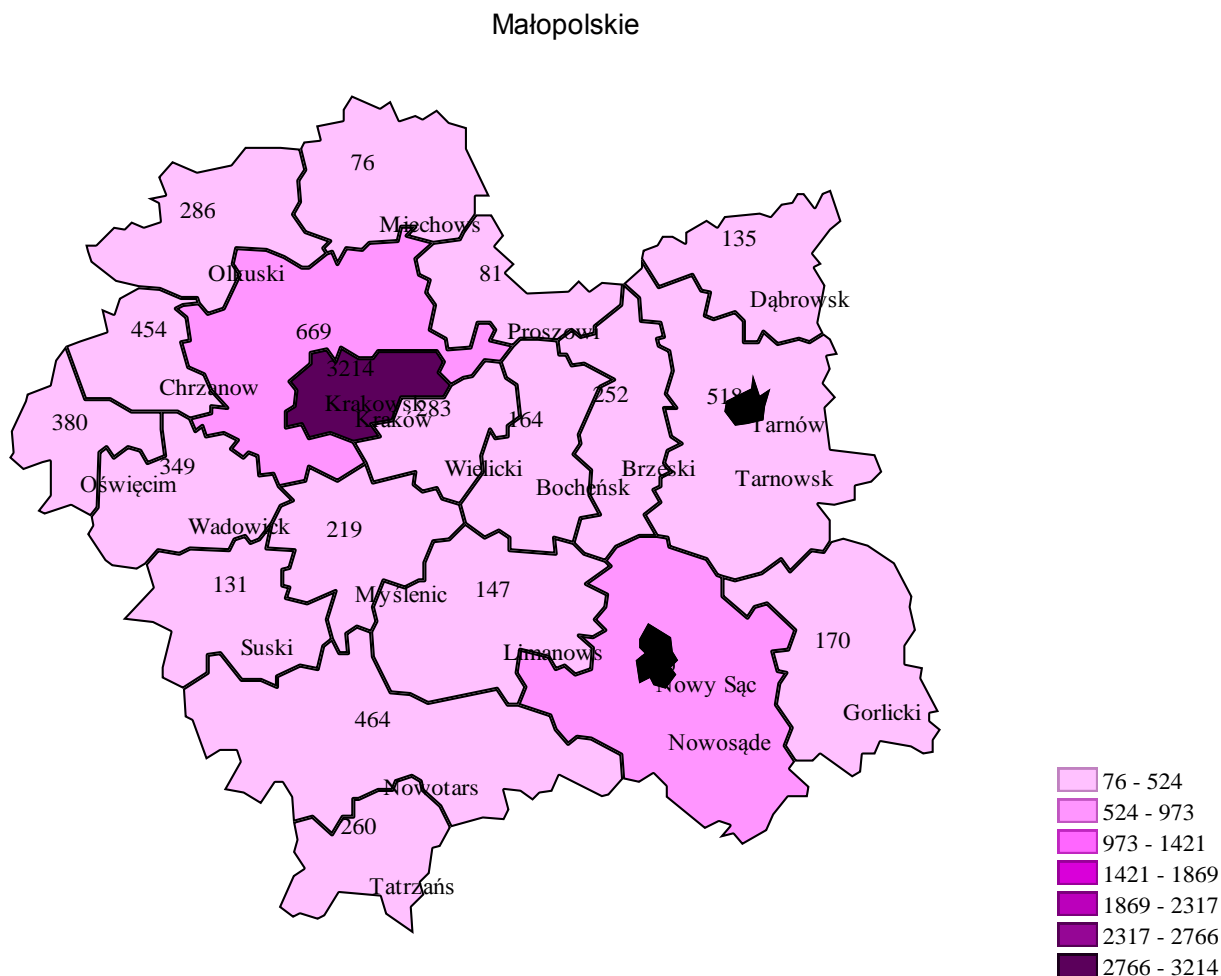 Małopolskie
76
286
Miechows
135
Olkuski
81
Dąbrowsk
454
669
Proszowi
3214
Chrzanow
Krakowsk
283
252
518
380
Kraków
164
Tarnów
349
Wielicki
Brzeski
Oświęcim
Bocheńsk
Tarnowsk
Wadowick
219
131
Myślenic
147
Suski
Limanows
170
Nowy Sąc
464
Gorlicki
Nowosąde
Nowotars
260
Tatrzańs
76 - 524
524 - 973
973 - 1421
1421 - 1869
1869 - 2317
2317 - 2766
2766 - 3214